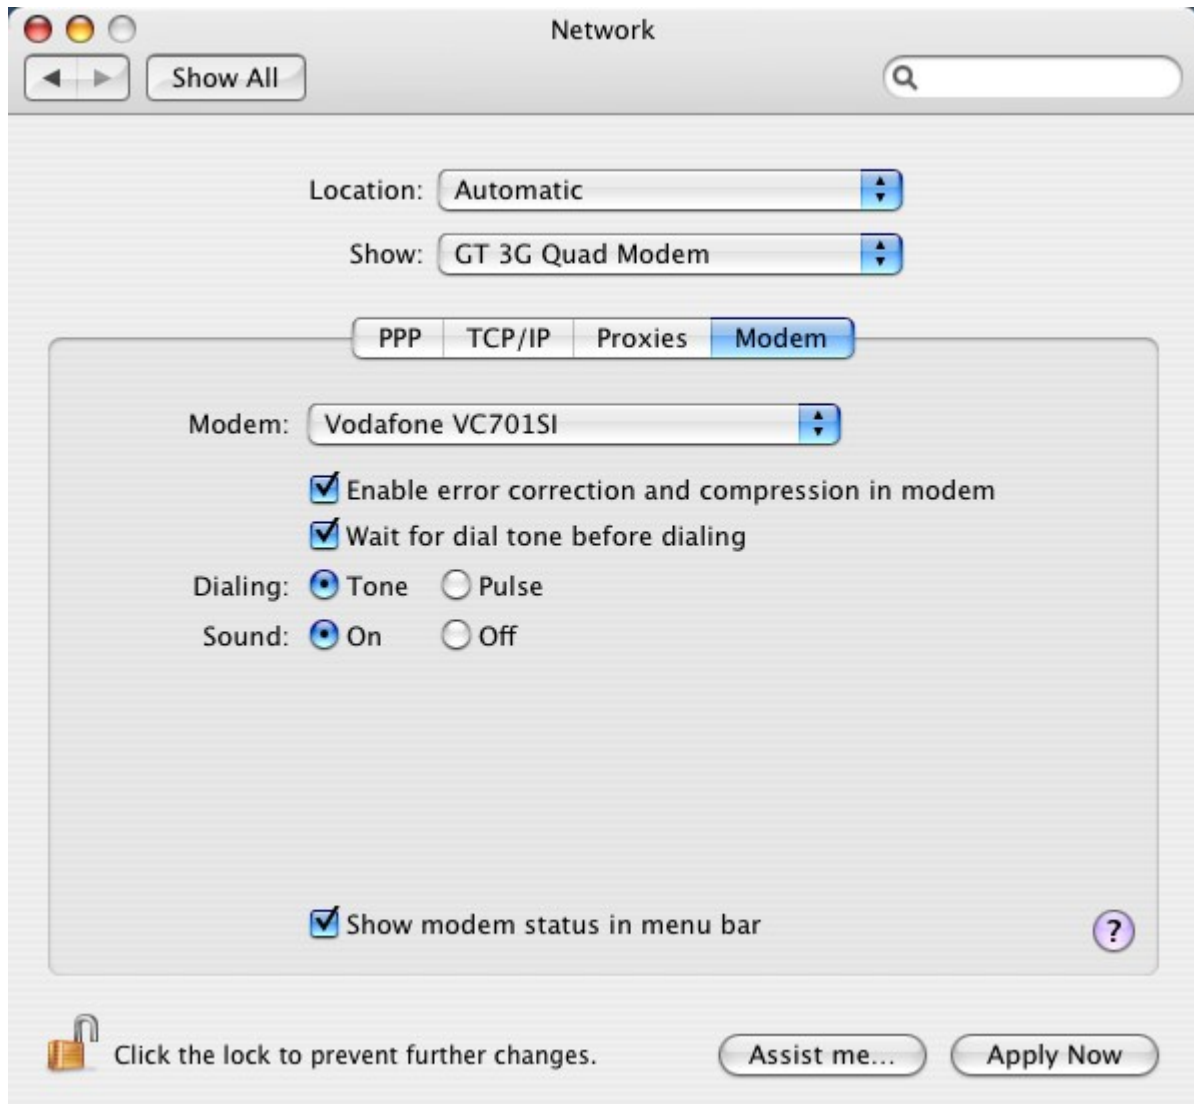 Network
Show All
Location: Automatic
Show: GT 3G Quad Modem
PPP TCP/IP Proxies Modem
Modem: Vodafone VC701SI
Enable error correction and compression in modem
Wait for dial tone before dialing
Dialing: Tone Pulse
Sound: On Off
Show modem status in menu bar
?
Click the lock to prevent further changes. Assist me... Apply Now